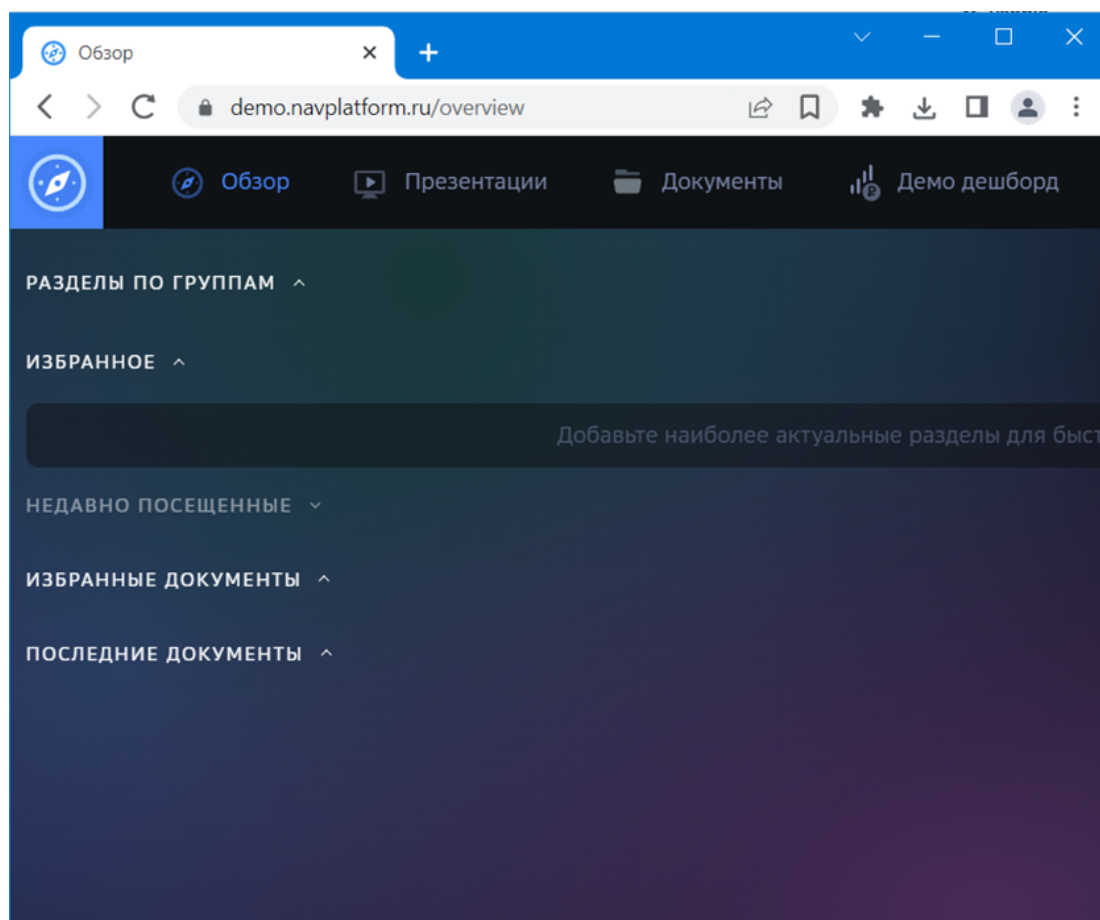 Обзор
demo.navplatform.ru/overview
Обзор Презентации Документы Демо дешборд
РАЗДЕЛЫ ПО ГРУППАМ
ИЗБРАННОЕ
Добавьте наиболее актуальные разделы для быст
НЕДАВНО ПОСЕЩЕННЫЕ
ИЗБРАННЫЕ ДОКУМЕНТЫ
ПОСЛЕДНИЕ ДОКУМЕНТЫ